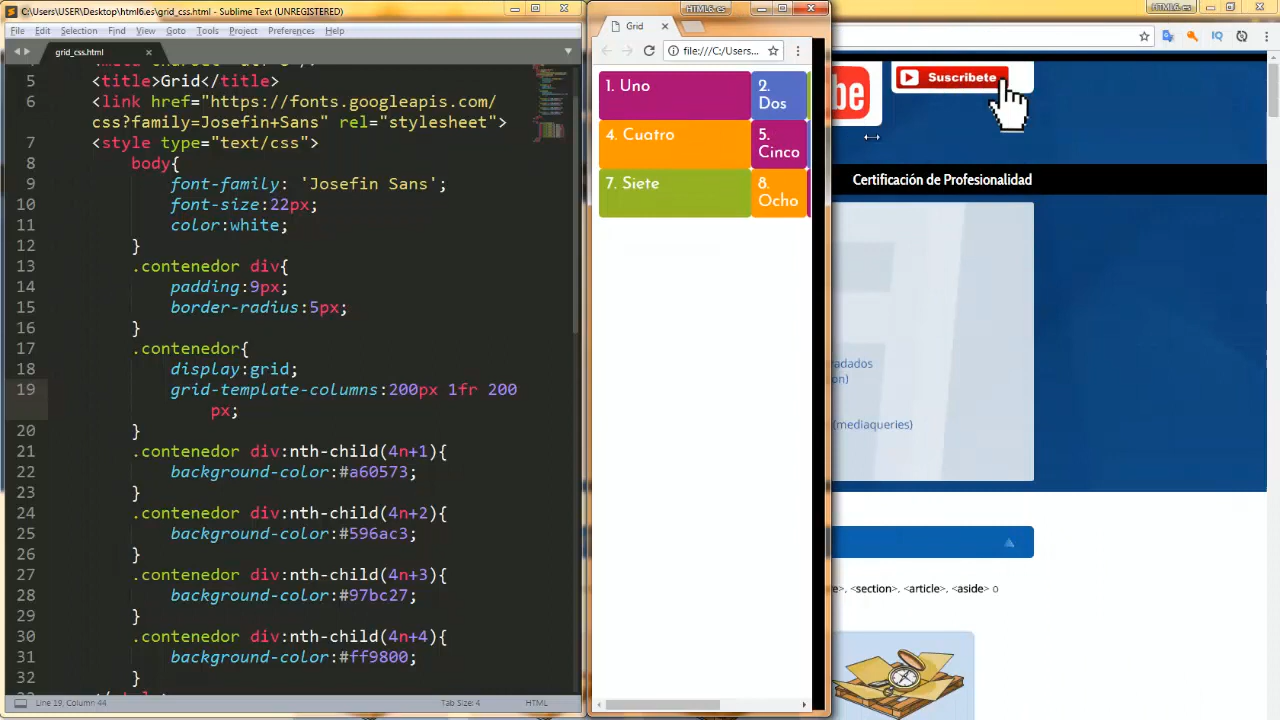 C:\Users\USER\Desktop\html6.es\grid_css.html - Sublime Text (UNREGISTERED)
File Edit Selection Find View Goto Tools Project Preferences
grid_css.html
5 <title>Grid</title>
6 <link href="https://fonts.googleapis.com/
css?family=Josefin+Sans" rel="stylesheet">
7 <style type="text/css">
8 body{
9 font-family: 'Josefin Sans';
10 font-size:22px;
11 color:white;
12 }
13 .contenedor div{
14 padding:9px;
15 border-radius:5px;
16 }
17 .contenedor{
18 display:grid;
19 grid-template-columns:200px 1fr 200
px;
20 }
21 .contenedor div:nth-child(4n+1){
22 background-color:#a60573;
23 }
24 .contenedor div:nth-child(4n+2){
25 background-color:#596ac3;
26 }
27 .contenedor div:nth-child(4n+3){
28 background-color:#97bc27;
29 }
30 .contenedor div:nth-child(4n+4){
31 background-color:#ff9800;
32 }
Line 19, Column 44
Tab Size: 4
HTML
HTML6.es
Grid
file:///C:/Users...
1. Uno
2.
Dos
4. Cuatro
5.
Cinco
7. Siete
8.
Ocho
HTML6.es
IQ
be
Suscribete
Certificación de Profesionalidad
adados
on)
(mediaqueries)
e>, <section>, <article>, <aside> o